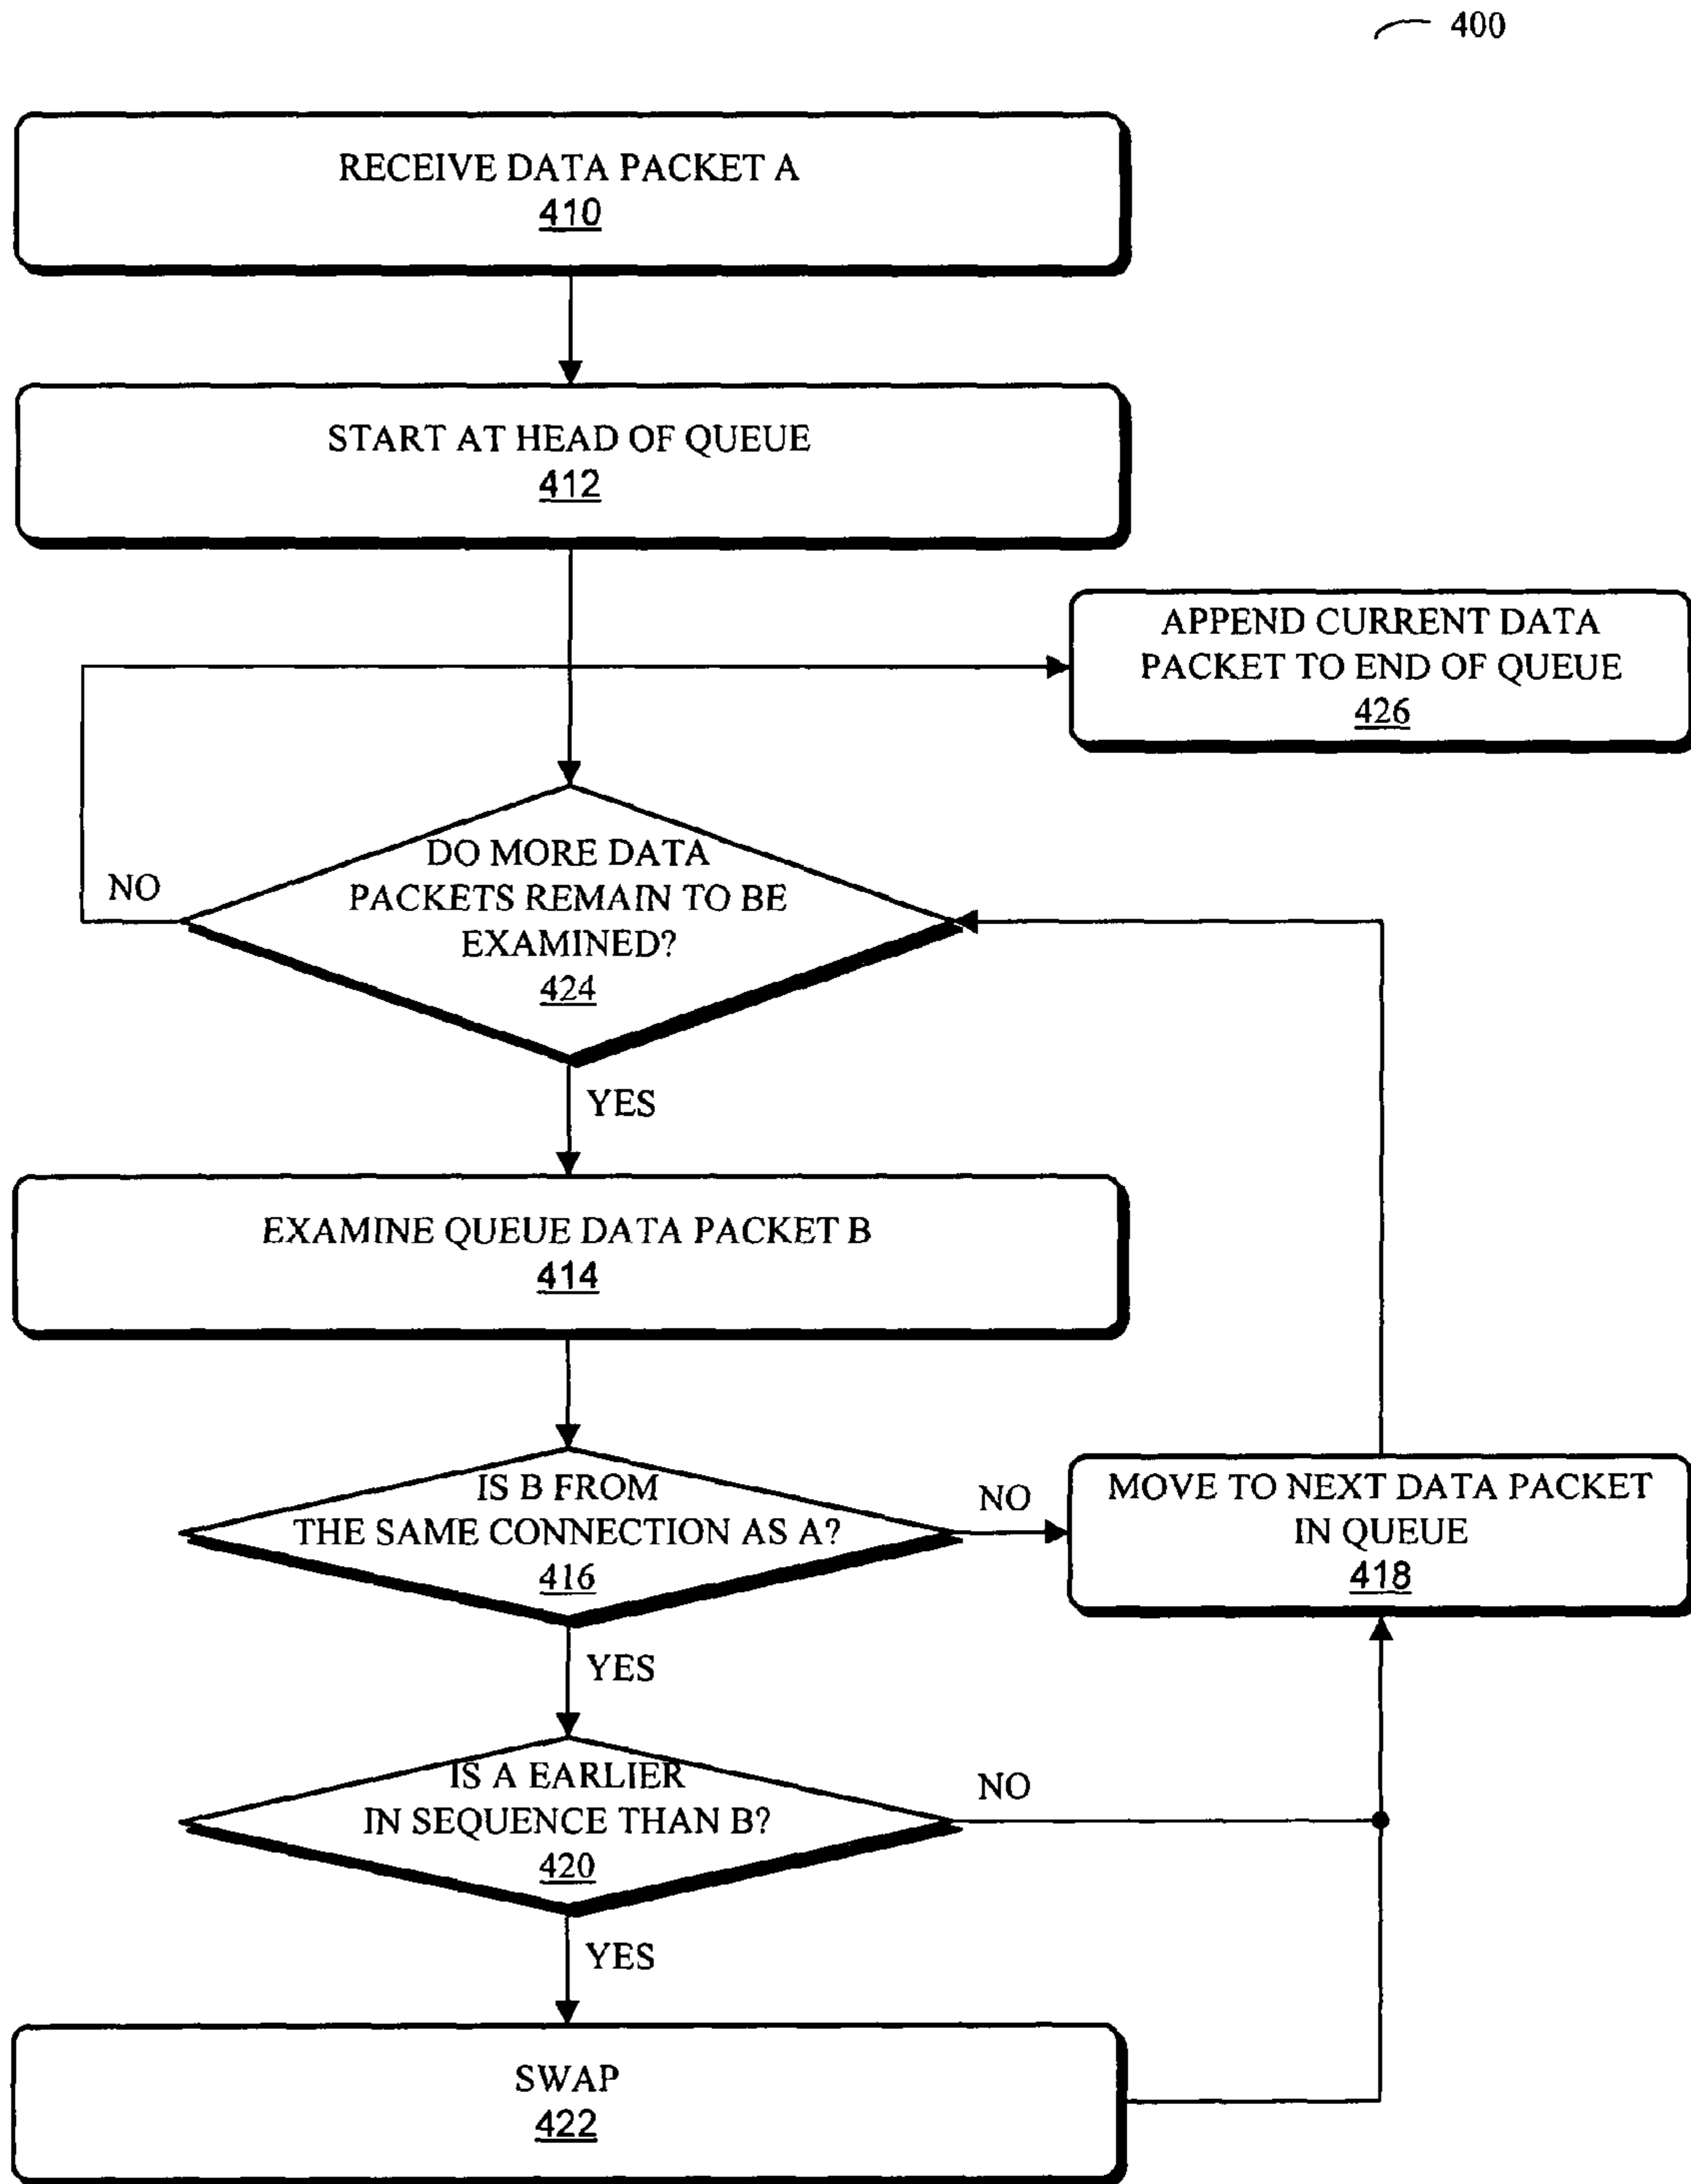 400
RECEIVE DATA PACKET A
410
START AT HEAD OF QUEUE
412
APPEND CURRENT DATA
PACKET TO END OF QUEUE
426
DO MORE DATA
PACKETS REMAIN TO BE
EXAMINED?
424
NO
YES
EXAMINE QUEUE DATA PACKET B
414
IS B FROM
THE SAME CONNECTION AS A?
416
NO
MOVE TO NEXT DATA PACKET
IN QUEUE
418
YES
IS A EARLIER
IN SEQUENCE THAN B?
420
NO
YES
SWAP
422